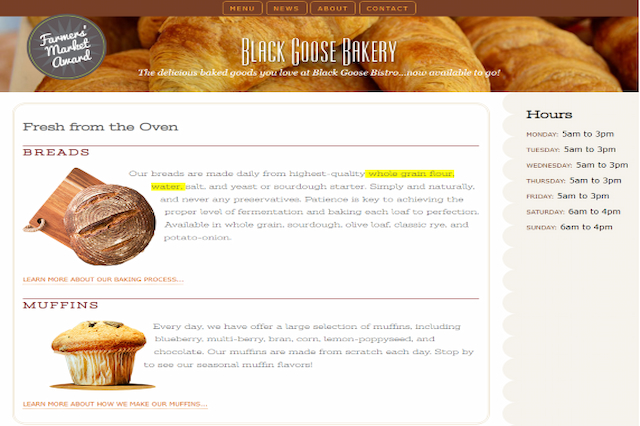 MENU NEWS ABOUT CONTACT
Farmers'
Market
Award
BLACK GOOSE BAKERY
The delicious baked goods you love at Black Goose Bistro...now available to go!
Fresh from the Oven
BREADS
Our breads are made daily from highest-quality whole grain flour,
water, salt, and yeast or sourdough starter. Simply and naturally,
and never any preservatives. Patience is key to achieving the
proper level of fermentation and baking each loaf to perfection.
Available in whole grain, sourdough, olive loaf, classic rye, and
potato-onion.
LEARN MORE ABOUT OUR BAKING PROCESS...
MUFFINS
Every day, we have offer a large selection of muffins, including
blueberry, multi-berry, bran, corn, lemon-poppyseed, and
chocolate. Our muffins are made from scratch each day. Stop by
to see our seasonal muffin flavors!
LEARN MORE ABOUT HOW WE MAKE OUR MUFFINS...
Hours
MONDAY: 5am to 3pm
TUESDAY: 5am to 3pm
WEDNESDAY: 5am to 3pm
THURSDAY: 5am to 3pm
FRIDAY: 5am to 3pm
SATURDAY: 6am to 4pm
SUNDAY: 6am to 4pm